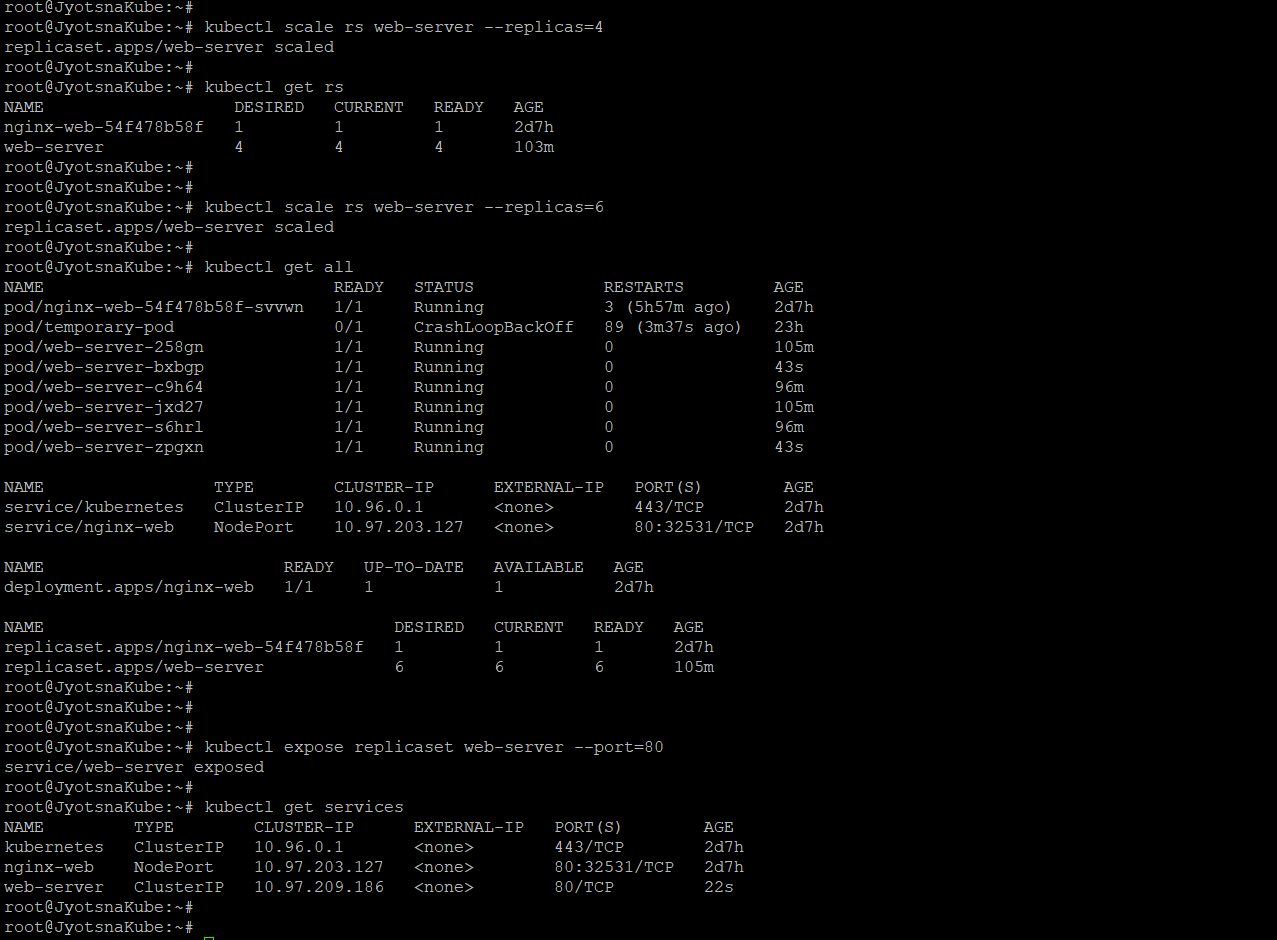 root@JyotsnaKube:~#
root@JyotsnaKube:~# kubectl scale rs web-server --replicas=4
replicaset.apps/web-server scaled
root@JyotsnaKube:~#
root@JyotsnaKube:~# kubectl get rs
NAME                   DESIRED   CURRENT   READY   AGE
nginx-web-54f478b58f   1         1         1       2d7h
web-server             4         4         4       103m
root@JyotsnaKube:~#
root@JyotsnaKube:~#
root@JyotsnaKube:~# kubectl scale rs web-server --replicas=6
replicaset.apps/web-server scaled
root@JyotsnaKube:~#
root@JyotsnaKube:~# kubectl get all
NAME                             READY   STATUS             RESTARTS         AGE
pod/nginx-web-54f478b58f-svvwn   1/1     Running            3 (5h57m ago)    2d7h
pod/temporary-pod                0/1     CrashLoopBackOff   89 (3m37s ago)   23h
pod/web-server-258gn             1/1     Running            0                105m
pod/web-server-bxbgp             1/1     Running            0                43s
pod/web-server-c9h64             1/1     Running            0                96m
pod/web-server-jxd27             1/1     Running            0                105m
pod/web-server-s6hrl             1/1     Running            0                96m
pod/web-server-zpgxn             1/1     Running            0                43s

NAME                 TYPE        CLUSTER-IP      EXTERNAL-IP   PORT(S)        AGE
service/kubernetes   ClusterIP   10.96.0.1       <none>        443/TCP        2d7h
service/nginx-web    NodePort    10.97.203.127   <none>        80:32531/TCP   2d7h

NAME                        READY   UP-TO-DATE   AVAILABLE   AGE
deployment.apps/nginx-web   1/1     1            1           2d7h

NAME                                   DESIRED   CURRENT   READY   AGE
replicaset.apps/nginx-web-54f478b58f   1         1         1       2d7h
replicaset.apps/web-server             6         6         6       105m
root@JyotsnaKube:~#
root@JyotsnaKube:~#
root@JyotsnaKube:~#
root@JyotsnaKube:~# kubectl expose replicaset web-server --port=80
service/web-server exposed
root@JyotsnaKube:~#
root@JyotsnaKube:~# kubectl get services
NAME         TYPE        CLUSTER-IP      EXTERNAL-IP   PORT(S)        AGE
kubernetes   ClusterIP   10.96.0.1       <none>        443/TCP        2d7h
nginx-web    NodePort    10.97.203.127   <none>        80:32531/TCP   2d7h
web-server   ClusterIP   10.97.209.186   <none>        80/TCP         22s
root@JyotsnaKube:~#
root@JyotsnaKube:~#